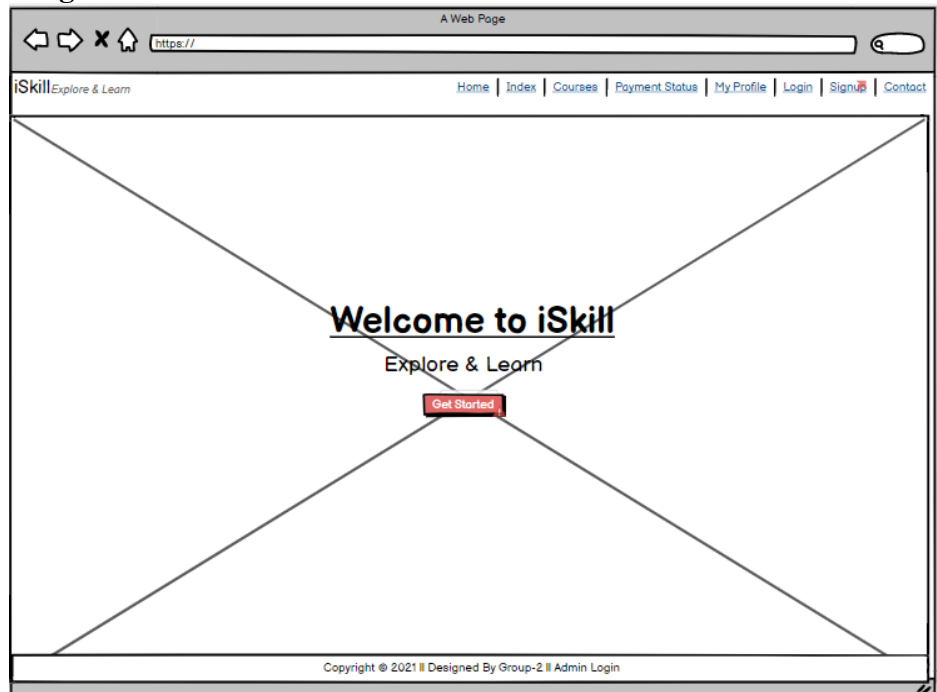 A Web Page
https://
iSkill Explore & Learn
Home | Index | Courses | Payment Status | My Profile | Login | Signup | Contact
Welcome to iSkill
Explore & Learn
Get Started
Copyright © 2021 || Designed By Group-2 || Admin Login